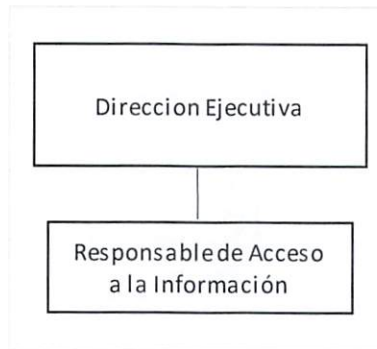 Direccion Ejecutiva
Responsable de Acceso
a la Información